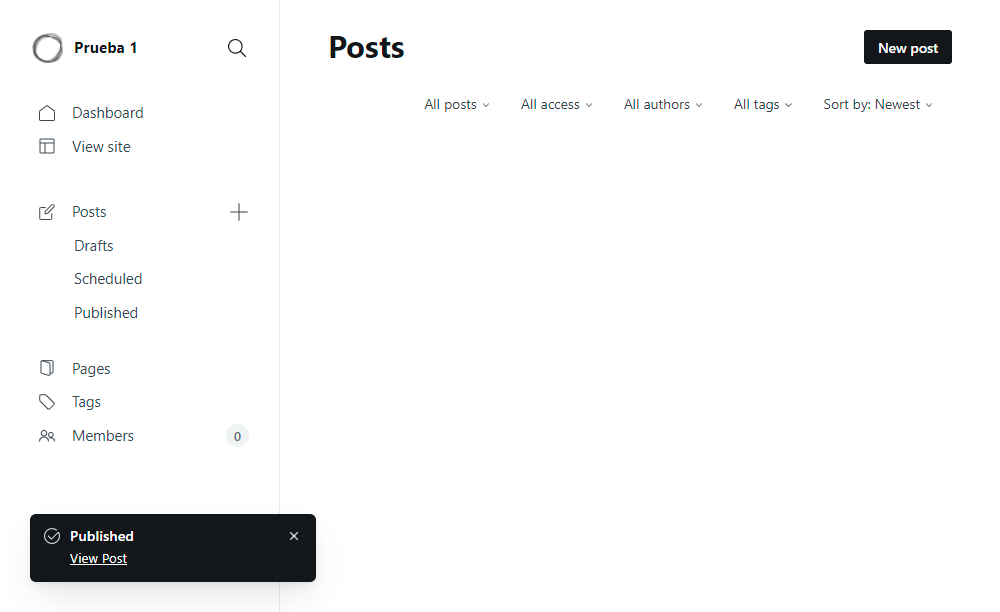 Prueba 1
Dashboard
View site
Posts
Drafts
Scheduled
Published
Pages
Tags
Members 0
Published
View Post
Posts
New post
All posts All access All authors All tags Sort by: Newest